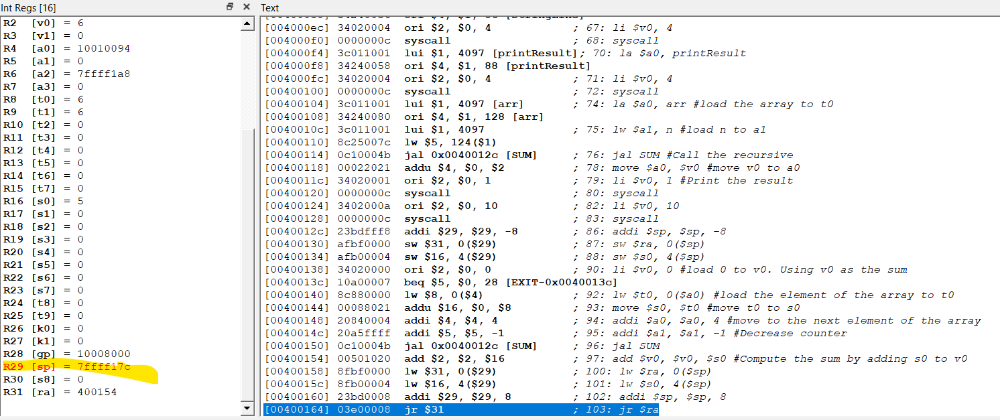 Int Regs [16]
R2 [v0] = 6
R3 [v1] = 0
R4 [a0] = 10010094
R5 [a1] = 0
R6 [a2] = 7ffff1a8
R7 [a3] = 0
R8 [t0] = 6
R9 [t1] = 6
R10 [t2] = 0
R11 [t3] = 0
R12 [t4] = 0
R13 [t5] = 0
R14 [t6] = 0
R15 [t7] = 0
R16 [s0] = 5
R17 [s1] = 0
R18 [s2] = 0
R19 [s3] = 0
R20 [s4] = 0
R21 [s5] = 0
R22 [s6] = 0
R23 [s7] = 0
R24 [t8] = 0
R25 [t9] = 0
R26 [k0] = 0
R27 [k1] = 0
R28 [gp] = 10008000
R29 [sp] = 7ffff17c
R30 [s8] = 0
R31 [ra] = 400154
Text
[004000ec] 34020004 ori $2, $0, 4 ; 67: li $v0, 4
[004000f0] 0000000c syscall ; 68: syscall
[004000f4] 3c011001 lui $1, 4097 [printResult]; 70: la $a0, printResult
[004000f8] 34240058 ori $4, $1, 88 [printResult]
[004000fc] 34020004 ori $2, $0, 4 ; 71: li $v0, 4
[00400100] 0000000c syscall ; 72: syscall
[00400104] 3c011001 lui $1, 4097 [arr] ; 74: la $a0, arr #load the array to t0
[00400108] 34240080 ori $4, $1, 128 [arr]
[0040010c] 3c011001 lui $1, 4097 ; 75: lw $a1, n #load n to a1
[00400110] 8c25007c lw $5, 124($1)
[00400114] 0c10004b jal 0x0040012c [SUM] ; 76: jal SUM #Call the recursive
[00400118] 00022021 addu $4, $0, $2 ; 78: move $a0, $v0 #move v0 to a0
[0040011c] 34020001 ori $2, $0, 1 ; 79: li $v0, 1 #Print the result
[00400120] 0000000c syscall ; 80: syscall
[00400124] 3402000a ori $2, $0, 10 ; 82: li $v0, 10
[00400128] 0000000c syscall ; 83: syscall
[0040012c] 23bdfff8 addi $29, $29, -8 ; 86: addi $sp, $sp, -8
[00400130] afbf0000 sw $31, 0($29) ; 87: sw $ra, 0($sp)
[00400134] afb00004 sw $16, 4($29) ; 88: sw $s0, 4($sp)
[00400138] 34020000 ori $2, $0, 0 ; 90: li $v0, 0 #load 0 to v0. Using v0 as the sum
[0040013c] 10a00007 beq $5, $0, 28 [EXIT-0x0040013c]
[00400140] 8c880000 lw $8, 0($4) ; 92: lw $t0, 0($a0) #load the element of the array to t0
[00400144] 00088021 addu $16, $0, $8 ; 93: move $s0, $t0 #move t0 to s0
[00400148] 20840004 addi $4, $4, 4 ; 94: addi $a0, $a0, 4 #move to the next element of the array
[0040014c] 20a5ffff addi $5, $5, -1 ; 95: addi $a1, $a1, -1 #Decrease counter
[00400150] 0c10004b jal 0x0040012c [SUM] ; 96: jal SUM
[00400154] 00501020 add $2, $2, $16 ; 97: add $v0, $v0, $s0 #Compute the sum by adding s0 to v0
[00400158] 8fbf0000 lw $31, 0($29) ; 100: lw $ra, 0($sp)
[0040015c] 8fb00004 lw $16, 4($29) ; 101: lw $s0, 4($sp)
[00400160] 23bd0008 addi $29, $29, 8 ; 102: addi $sp, $sp, 8
[00400164] 03e00008 jr $31 ; 103: jr $ra